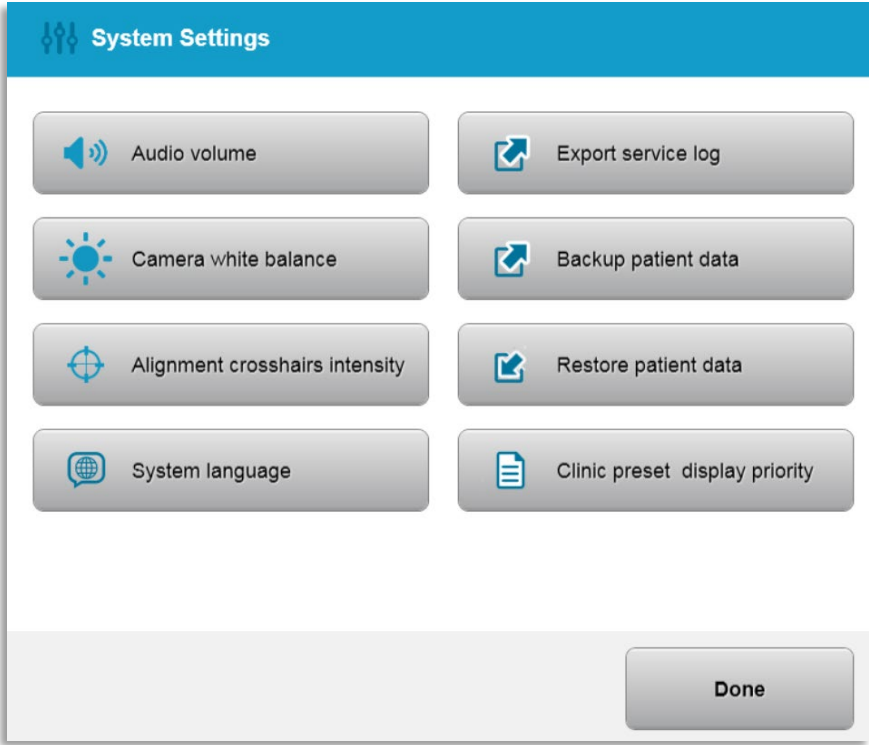 System Settings
Audio volume
Export service log
Camera white balance
Backup patient data
Alignment crosshairs intensity
Restore patient data
System language
Clinic preset display priority
Done